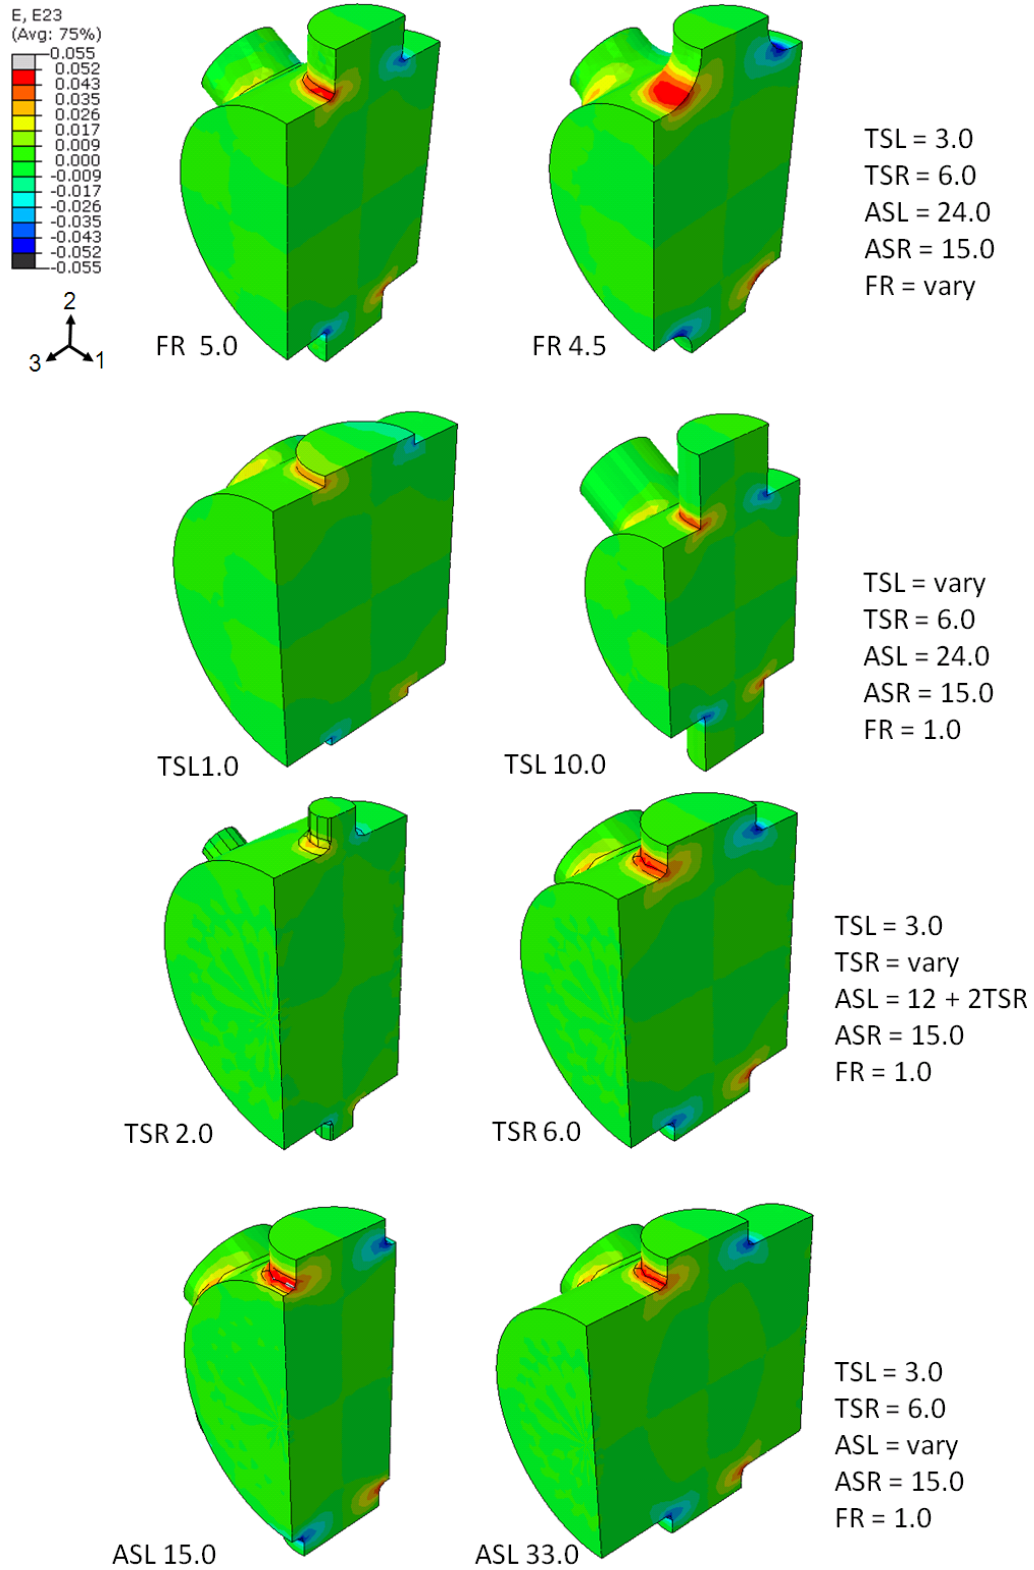 E, E23
(Avg: 75%)
0.055
0.052
0.043
0.035
0.026
0.017
0.009
0.000
-0.009
-0.017
-0.026
-0.035
-0.043
-0.052
-0.055
2
3
1
FR 5.0
FR 4.5
TSL = 3.0
TSR = 6.0
ASL = 24.0
ASR = 15.0
FR = vary
TSL1.0
TSL 10.0
TSL = vary
TSR = 6.0
ASL = 24.0
ASR = 15.0
FR = 1.0
TSR 2.0
TSR 6.0
TSL = 3.0
TSR = vary
ASL = 12 + 2TSR
ASR = 15.0
FR = 1.0
ASL 15.0
ASL 33.0
TSL = 3.0
TSR = 6.0
ASL = vary
ASR = 15.0
FR = 1.0